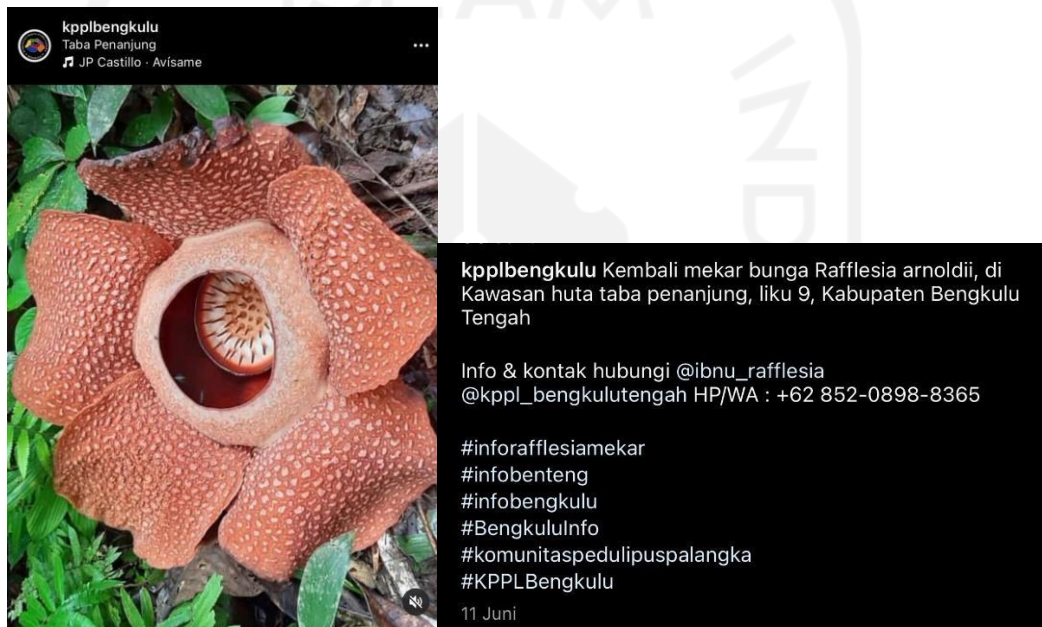 kpplbengkulu
Taba Penanjung
JP Castillo · Avísame
kpplbengkulu Kembali mekar bunga Rafflesia arnoldii, di
Kawasan huta taba penanjung, liku 9, Kabupaten Bengkulu
Tengah
Info & kontak hubungi @ibnu_rafflesia
@kppl_bengkulutengah HP/WA : +62 852-0898-8365
#inforafflesiamekar
#infobenteng
#infobengkulu
#BengkuluInfo
#komunitaspedulipuspalangka
#KPPLBengkulu
11 Juni